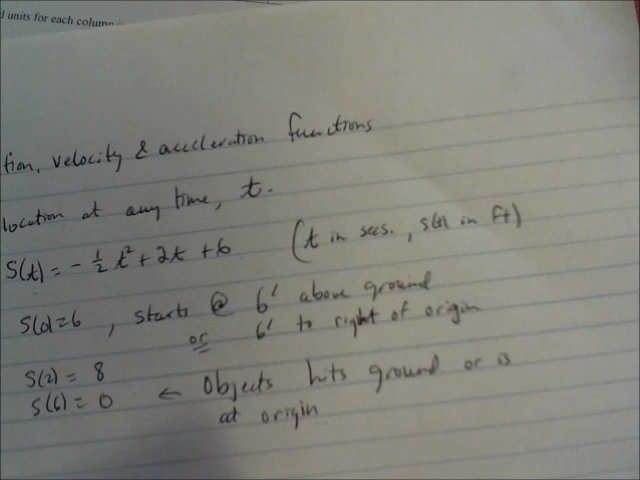 d units for each column
tion, velocity & acceleration functions
location at any time, t.
S(t) = -1/2 t² + 2t + 6 (t in secs., s(t) in ft)
S(0)=6, starts @ 6' above ground
or 6' to right of origin
S(2) = 8
S(6) = 0 ← Objects hits ground or is
at origin